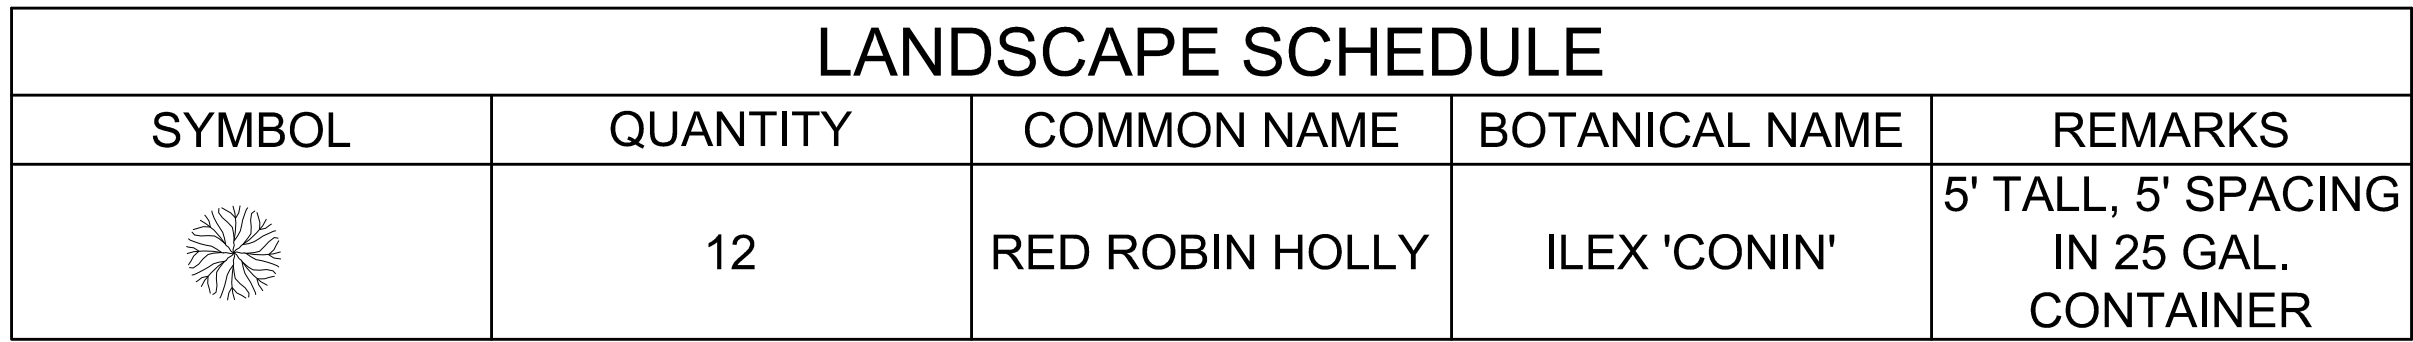 LANDSCAPE SCHEDULE
SYMBOL QUANTITY COMMON NAME BOTANICAL NAME REMARKS
12 RED ROBIN HOLLY ILEX 'CONIN' 5' TALL, 5' SPACING
IN 25 GAL.
CONTAINER